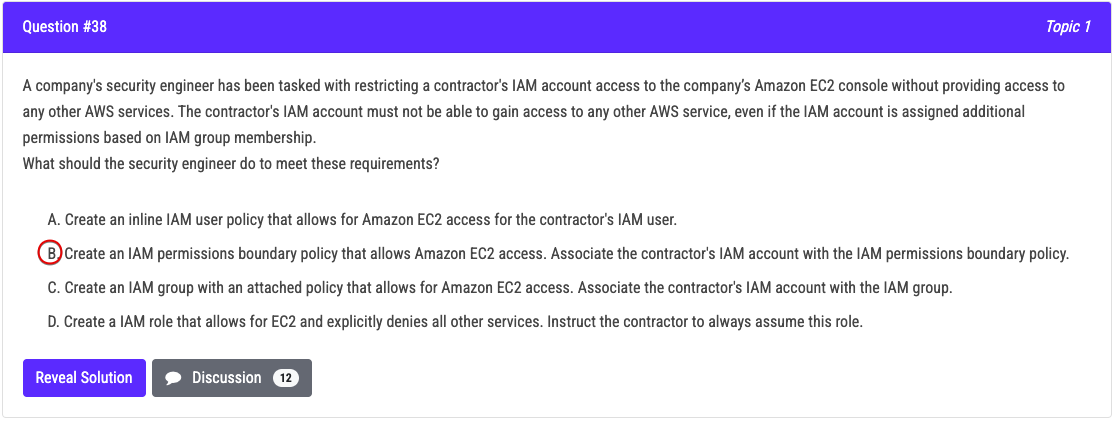 Question #38
Topic 1
A company's security engineer has been tasked with restricting a contractor's IAM account access to the company’s Amazon EC2 console without providing access to
any other AWS services. The contractor's IAM account must not be able to gain access to any other AWS service, even if the IAM account is assigned additional
permissions based on IAM group membership.
What should the security engineer do to meet these requirements?
A. Create an inline IAM user policy that allows for Amazon EC2 access for the contractor's IAM user.
B. Create an IAM permissions boundary policy that allows Amazon EC2 access. Associate the contractor's IAM account with the IAM permissions boundary policy.
C. Create an IAM group with an attached policy that allows for Amazon EC2 access. Associate the contractor's IAM account with the IAM group.
D. Create a IAM role that allows for EC2 and explicitly denies all other services. Instruct the contractor to always assume this role.
Reveal Solution
Discussion 12